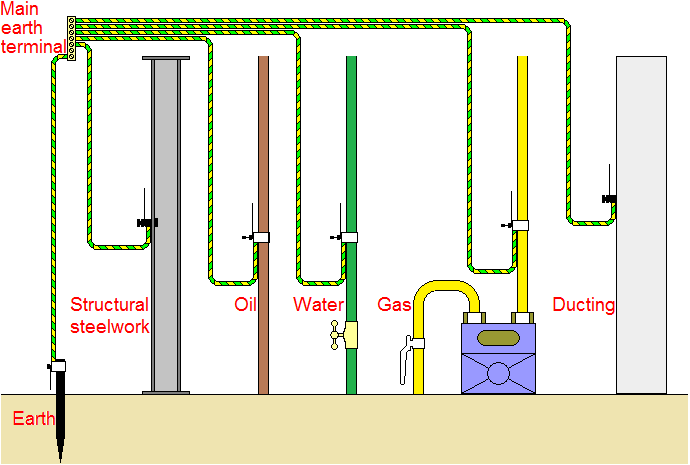 Main
earth
terminal
Structural
steelwork
Oil
Water
Gas
Ducting
Earth